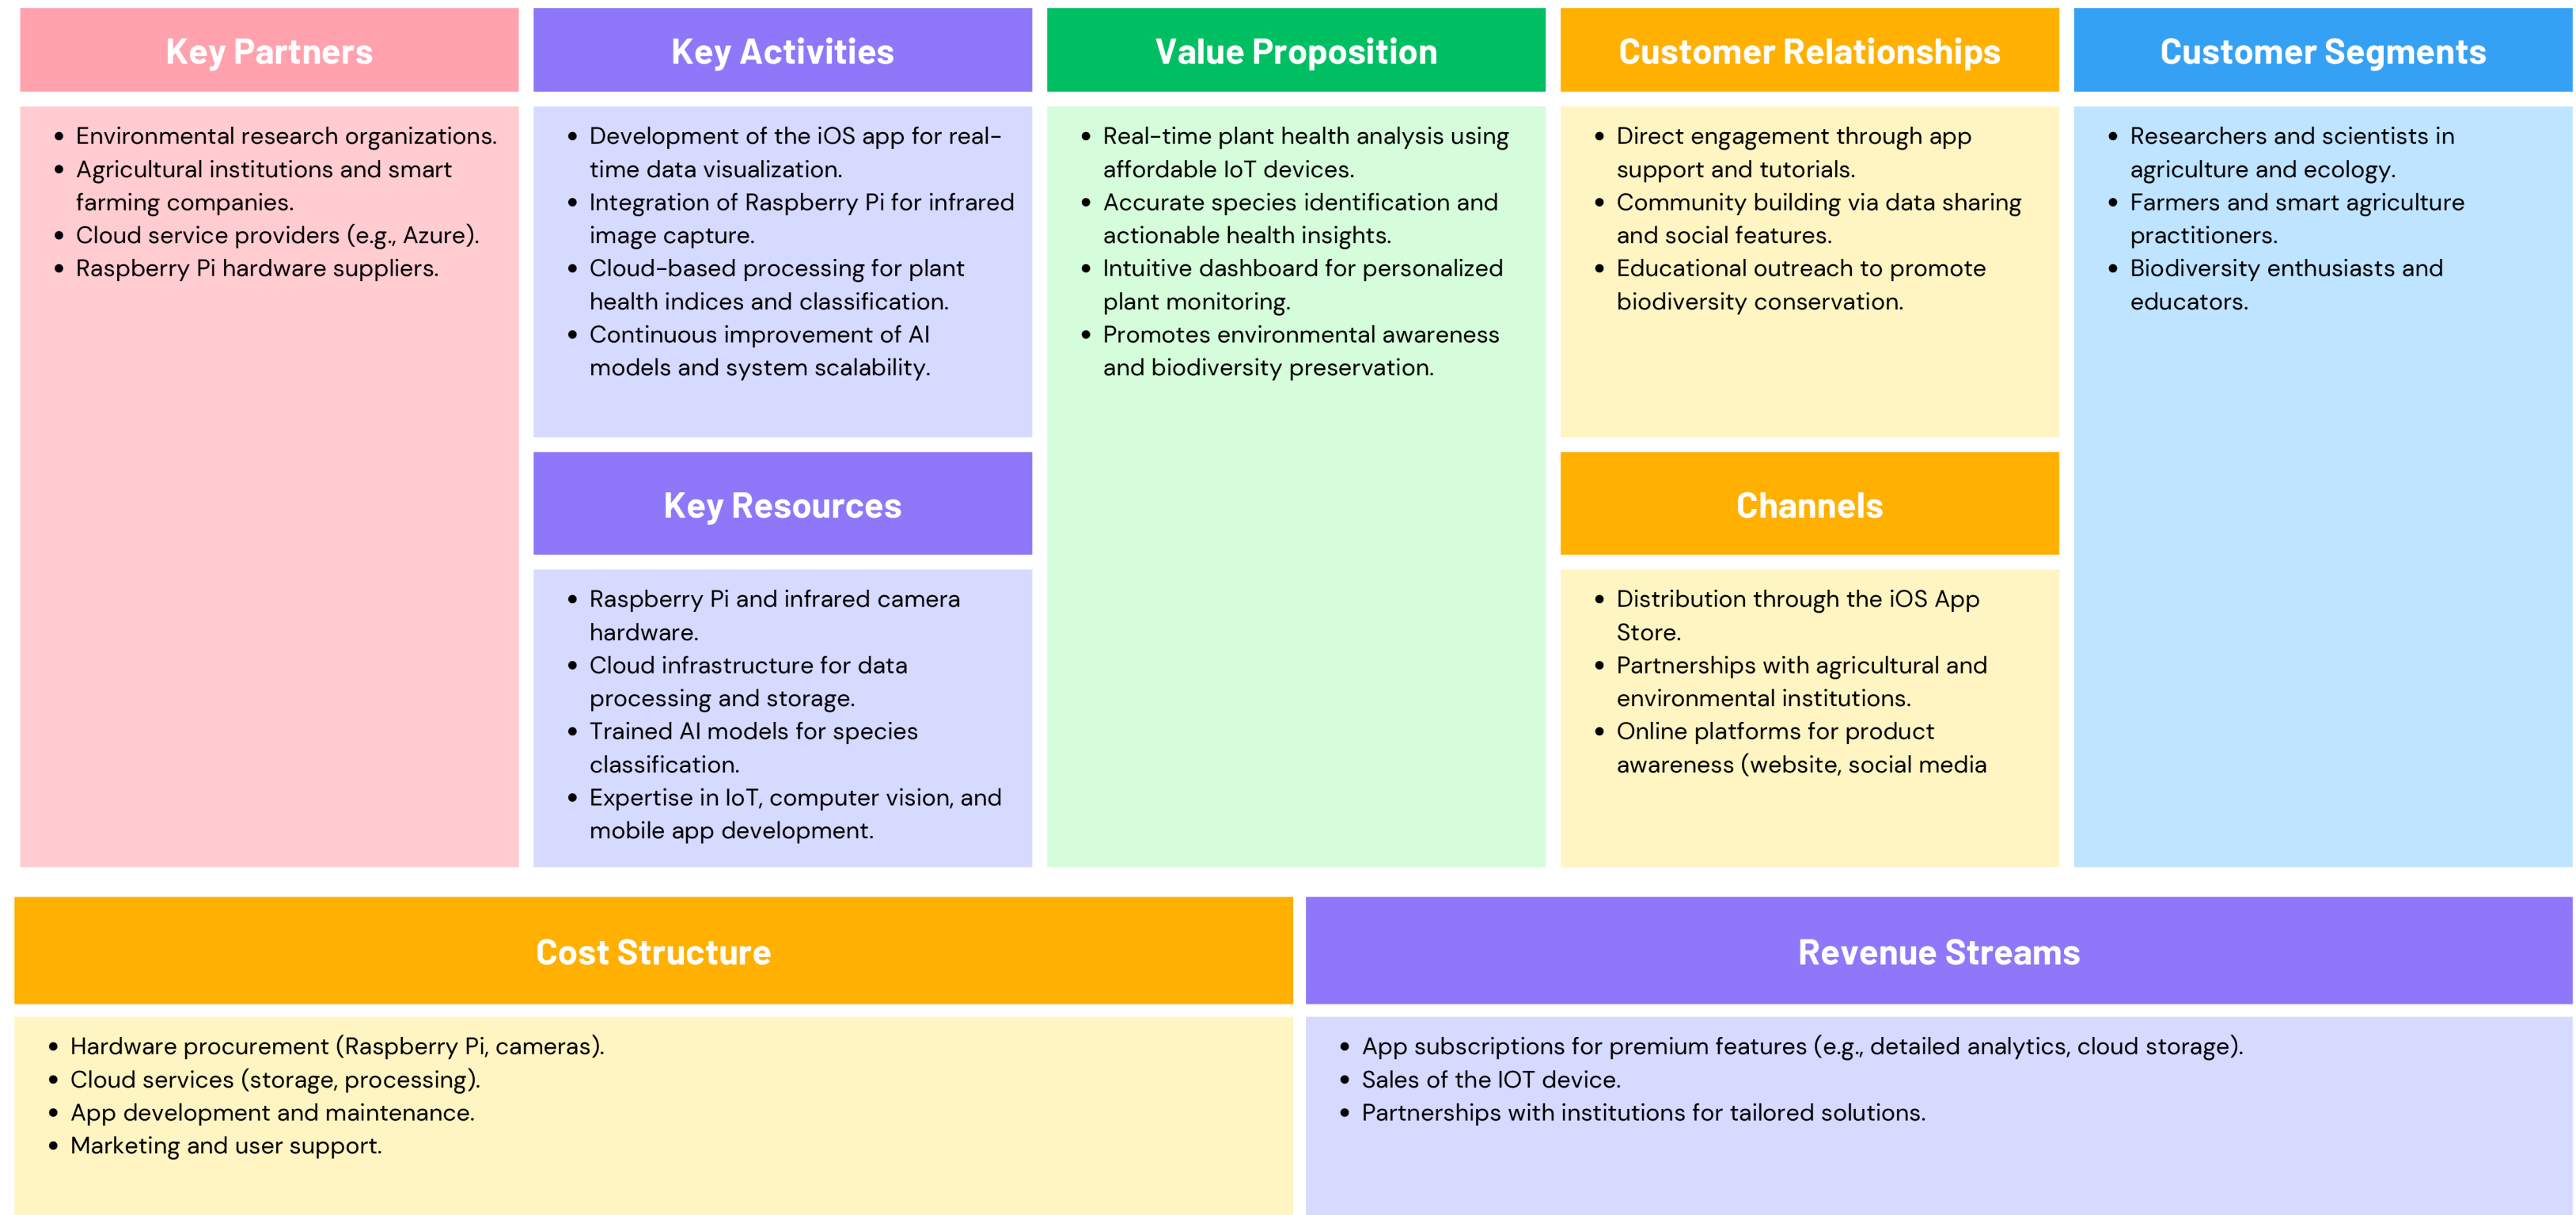 Key Partners
• Environmental research organizations.
• Agricultural institutions and smart
farming companies.
• Cloud service providers (e.g., Azure).
• Raspberry Pi hardware suppliers.
Key Activities
• Development of the iOS app for real-
time data visualization.
• Integration of Raspberry Pi for infrared
image capture.
• Cloud-based processing for plant
health indices and classification.
• Continuous improvement of AI
models and system scalability.
Key Resources
• Raspberry Pi and infrared camera
hardware.
• Cloud infrastructure for data
processing and storage.
• Trained AI models for species
classification.
• Expertise in IoT, computer vision, and
mobile app development.
Value Proposition
• Real-time plant health analysis using
affordable IoT devices.
• Accurate species identification and
actionable health insights.
• Intuitive dashboard for personalized
plant monitoring.
• Promotes environmental awareness
and biodiversity preservation.
Customer Relationships
• Direct engagement through app
support and tutorials.
• Community building via data sharing
and social features.
• Educational outreach to promote
biodiversity conservation.
Channels
• Distribution through the iOS App
Store.
• Partnerships with agricultural and
environmental institutions.
• Online platforms for product
awareness (website, social media
Customer Segments
• Researchers and scientists in
agriculture and ecology.
• Farmers and smart agriculture
practitioners.
• Biodiversity enthusiasts and
educators.
Cost Structure
• Hardware procurement (Raspberry Pi, cameras).
• Cloud services (storage, processing).
• App development and maintenance.
• Marketing and user support.
Revenue Streams
• App subscriptions for premium features (e.g., detailed analytics, cloud storage).
• Sales of the IOT device.
• Partnerships with institutions for tailored solutions.